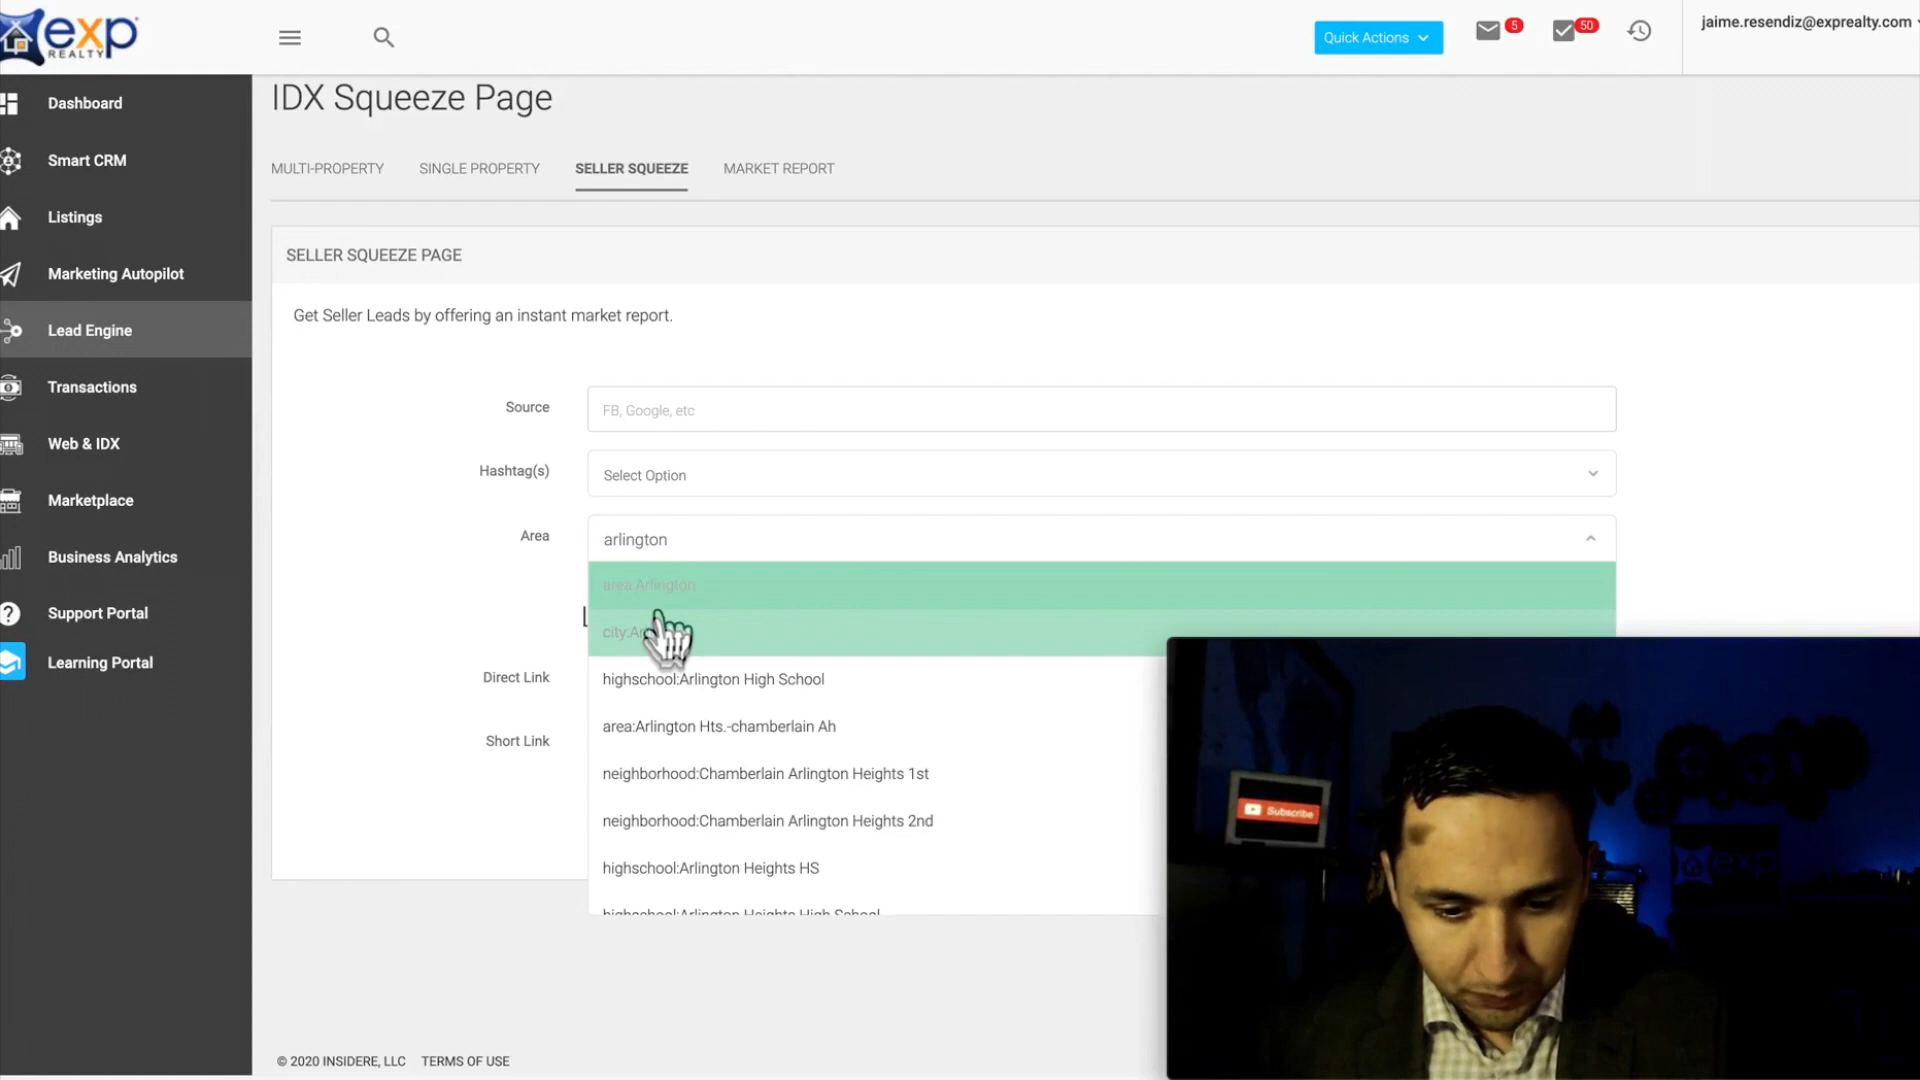 exp
REALTY
Quick Actions
5
50
jaime.resendiz@exprealty.com
Dashboard
Smart CRM
Listings
Marketing Autopilot
Lead Engine
Transactions
Web & IDX
Marketplace
Business Analytics
Support Portal
Learning Portal
IDX Squeeze Page
MULTI-PROPERTY
SINGLE PROPERTY
SELLER SQUEEZE
MARKET REPORT
SELLER SQUEEZE PAGE
Get Seller Leads by offering an instant market report.
Source
FB, Google, etc
Hashtag(s)
Select Option
Area
arlington
area:Arlington
highschool:Arlington High School
area:Arlington Hts.-chamberlain Ah
neighborhood:Chamberlain Arlington Heights 1st
neighborhood:Chamberlain Arlington Heights 2nd
highschool:Arlington Heights HS
highschool:Arlington Heights High School
Direct Link
Short Link
Subscribe
exp
© 2020 INSIDERE, LLC
TERMS OF USE